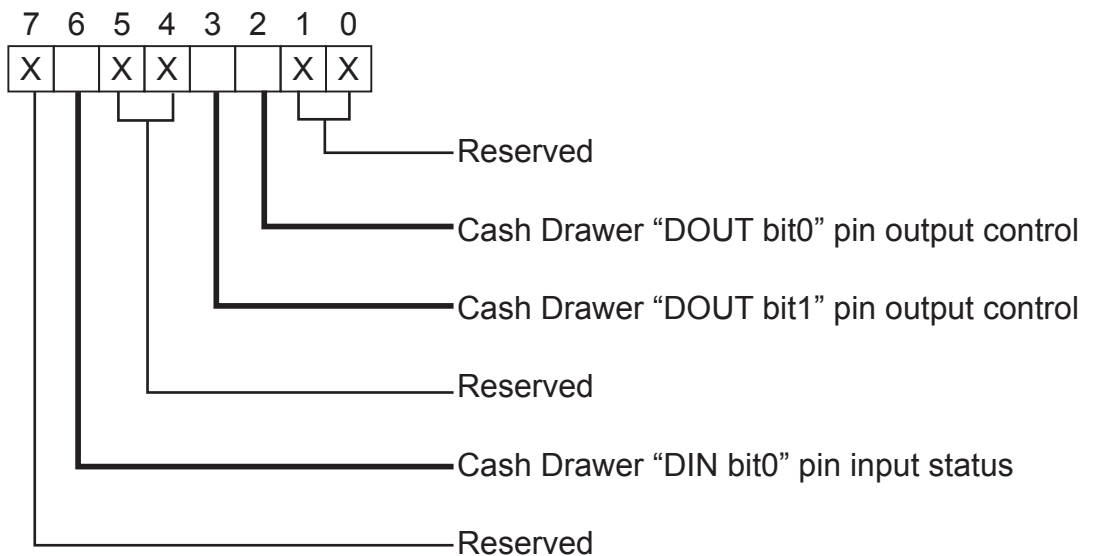 7 6 5 4 3 2 1 0
X X X X X
Reserved
Cash Drawer “DOUT bit0” pin output control
Cash Drawer “DOUT bit1” pin output control
Reserved
Cash Drawer “DIN bit0” pin input status
Reserved